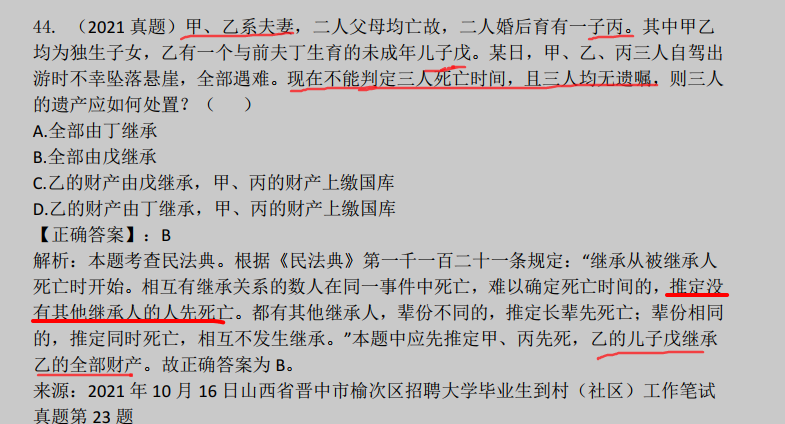 44. （2021 真题）甲、乙系夫妻，二人父母均亡故，二人婚后育有一子丙。其中甲乙
均为独生子女，乙有一个与前夫丁生育的未成年儿子戊。某日，甲、乙、丙三人自驾出
游时不幸坠落悬崖，全部遇难。现在不能判定三人死亡时间，且三人均无遗嘱，则三人
的遗产应如何处置？（ ）
A.全部由丁继承
B.全部由戊继承
C.乙的财产由戊继承，甲、丙的财产上缴国库
D.乙的财产由丁继承，甲、丙的财产上缴国库
【正确答案】：B
解析：本题考查民法典。根据《民法典》第一千一百二十一条规定：“继承从被继承人
死亡时开始。相互有继承关系的数人在同一事件中死亡，难以确定死亡时间的，推定没
有其他继承人的人先死亡。都有其他继承人，辈份不同的，推定长辈先死亡；辈份相同
的，推定同时死亡，相互不发生继承。”本题中应先推定甲、丙先死，乙的儿子戊继承
乙的全部财产。故正确答案为 B。
来源：2021 年 10 月 16 日山西省晋中市榆次区招聘大学毕业生到村（社区）工作笔试
真题第 23 题